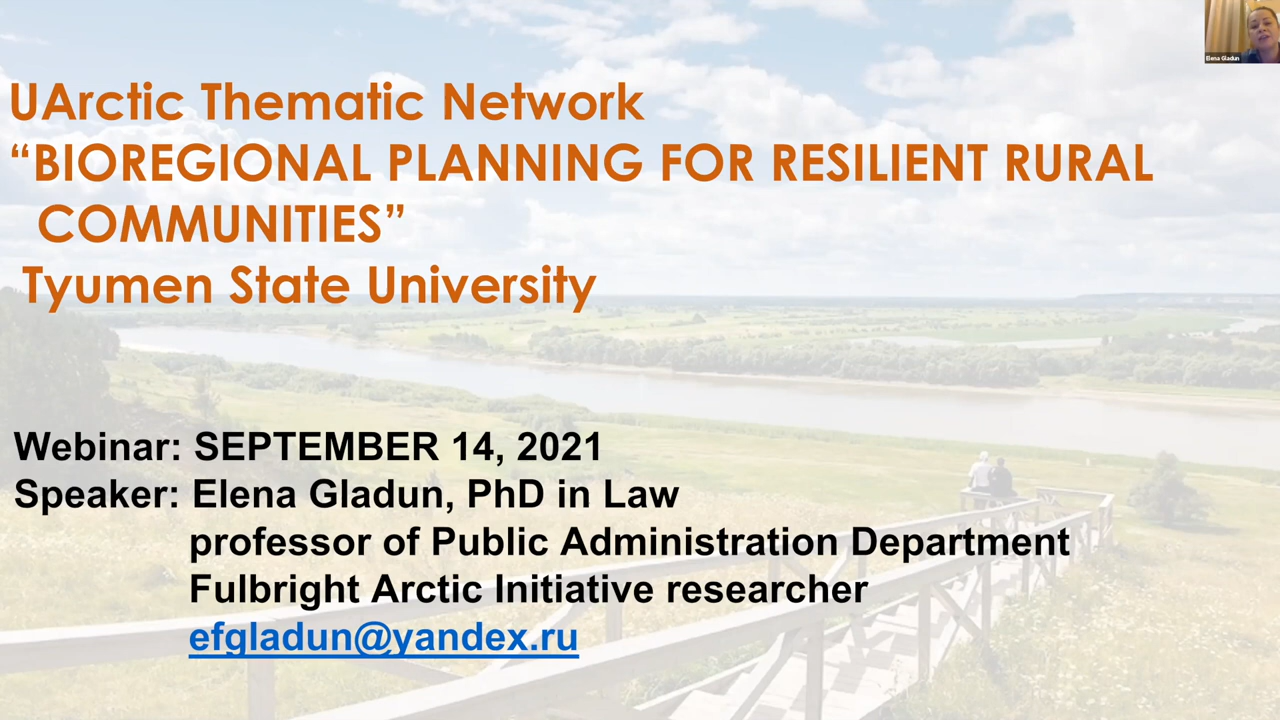 Elena Gladun
UArctic Thematic Network
“BIOREGIONAL PLANNING FOR RESILIENT RURAL
COMMUNITIES”
Tyumen State University
Webinar: SEPTEMBER 14, 2021
Speaker: Elena Gladun, PhD in Law
professor of Public Administration Department
Fulbright Arctic Initiative researcher
efgladun@yandex.ru